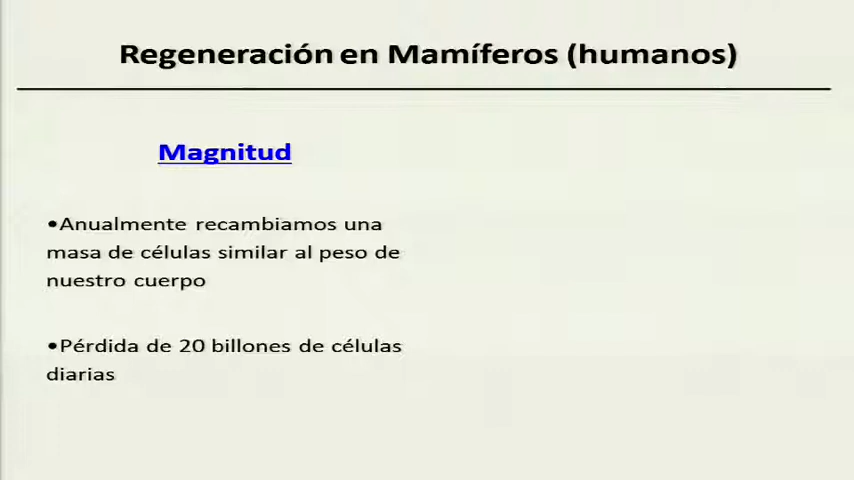 Regeneración en Mamíferos (humanos)
Magnitud
•Anualmente recambiamos una
masa de células similar al peso de
nuestro cuerpo
•Pérdida de 20 billones de células
diarias